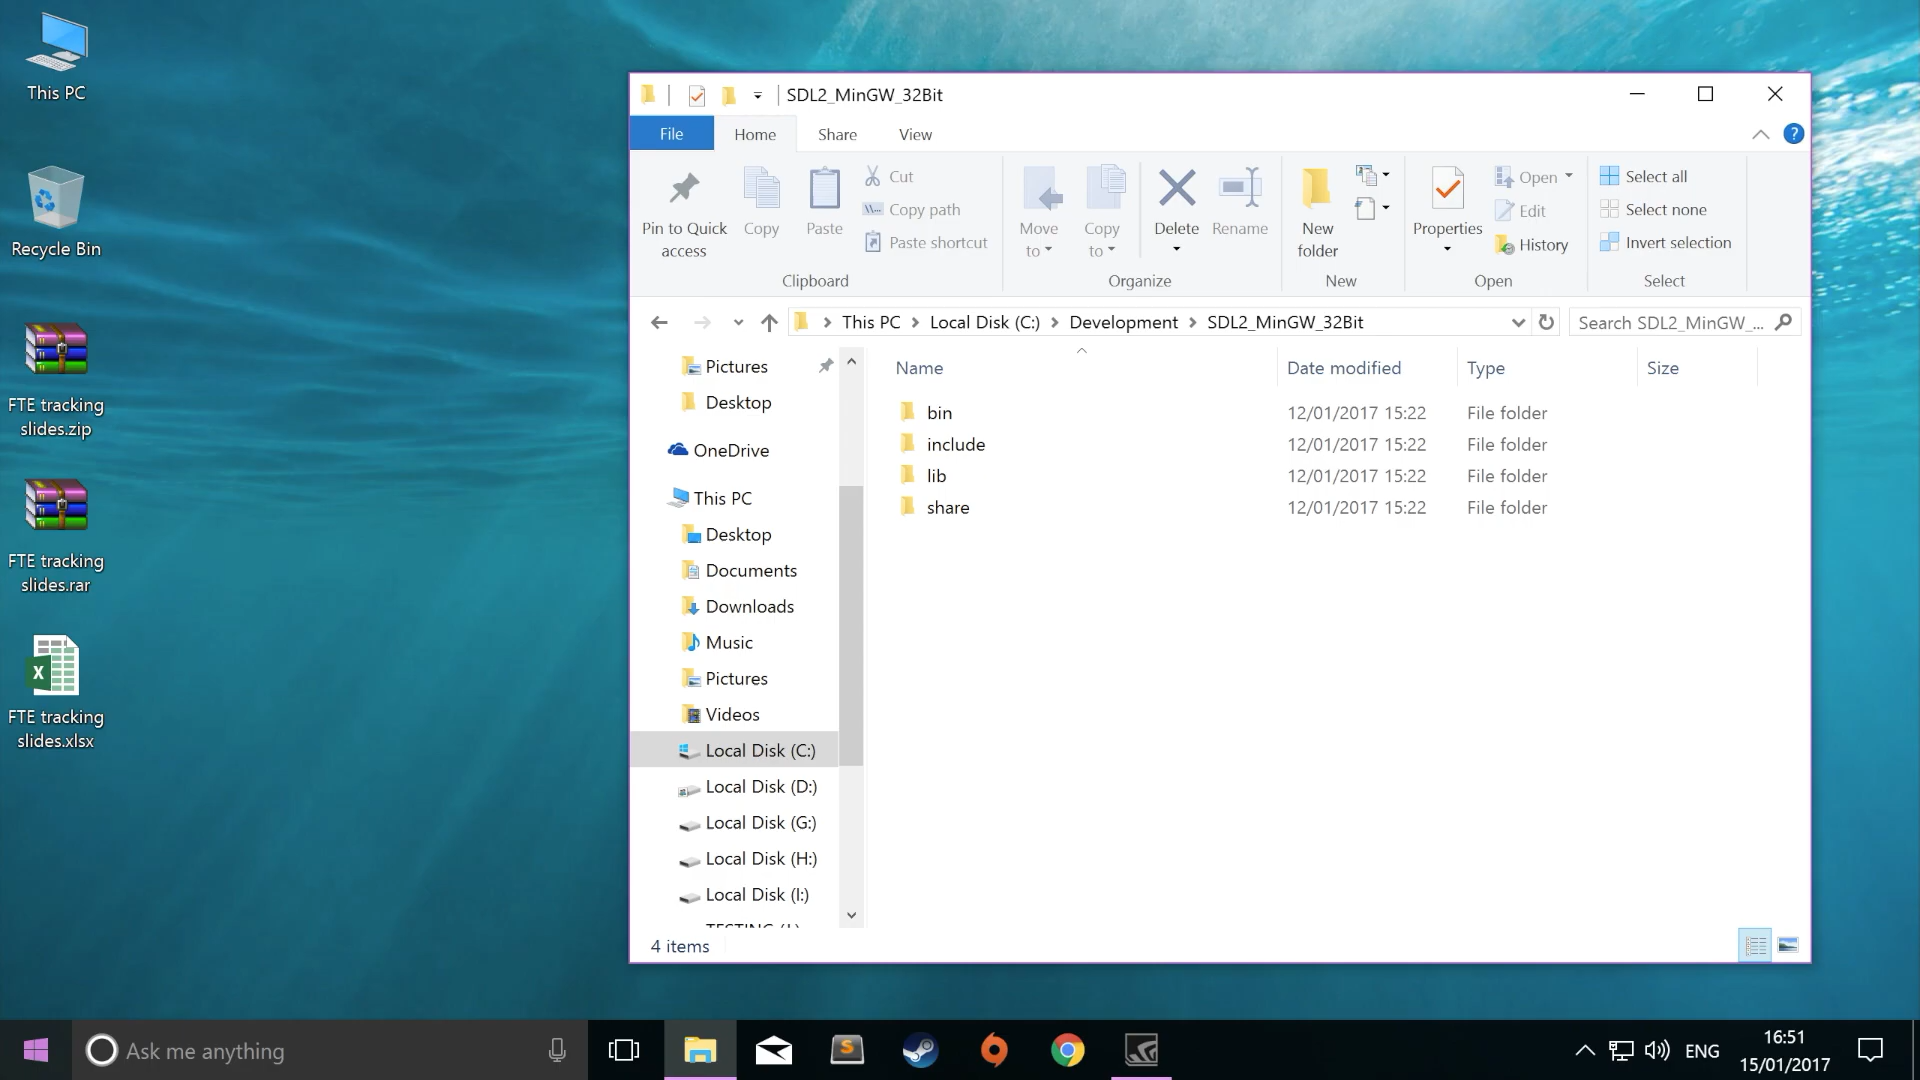 This PC
Recycle Bin
FTE tracking
slides.zip
FTE tracking
slides.rar
FTE tracking
slides.xlsx
SDL2_MinGW_32Bit
File
Home
Share
View
?
Pin to Quick
access
Copy
Paste
Cut
Copy path
Paste shortcut
Clipboard
Move
to
Copy
to
Delete
Rename
Organize
New
folder
New
Properties
Open
Edit
History
Open
Select all
Select none
Invert selection
Select
This PC > Local Disk (C:) > Development > SDL2_MinGW_32Bit
Search SDL2_MinGW_...
Pictures
Desktop
OneDrive
This PC
Desktop
Documents
Downloads
Music
Pictures
Videos
Local Disk (C:)
Local Disk (D:)
Local Disk (G:)
Local Disk (H:)
Local Disk (I:)
Name Date modified Type Size
bin 12/01/2017 15:22 File folder
include 12/01/2017 15:22 File folder
lib 12/01/2017 15:22 File folder
share 12/01/2017 15:22 File folder
4 items
Ask me anything
ENG
16:51
15/01/2017